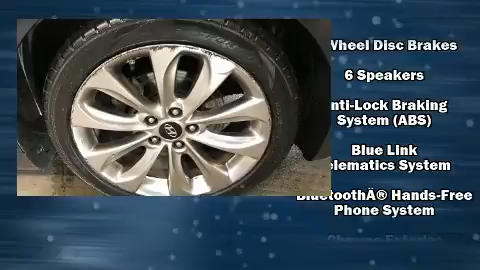 Wheel Disc Brakes
6 Speakers
nti-Lock Braking
System (ABS)
Blue Link
elematics System
BluetoothÂ® Hands-Free
Phone System